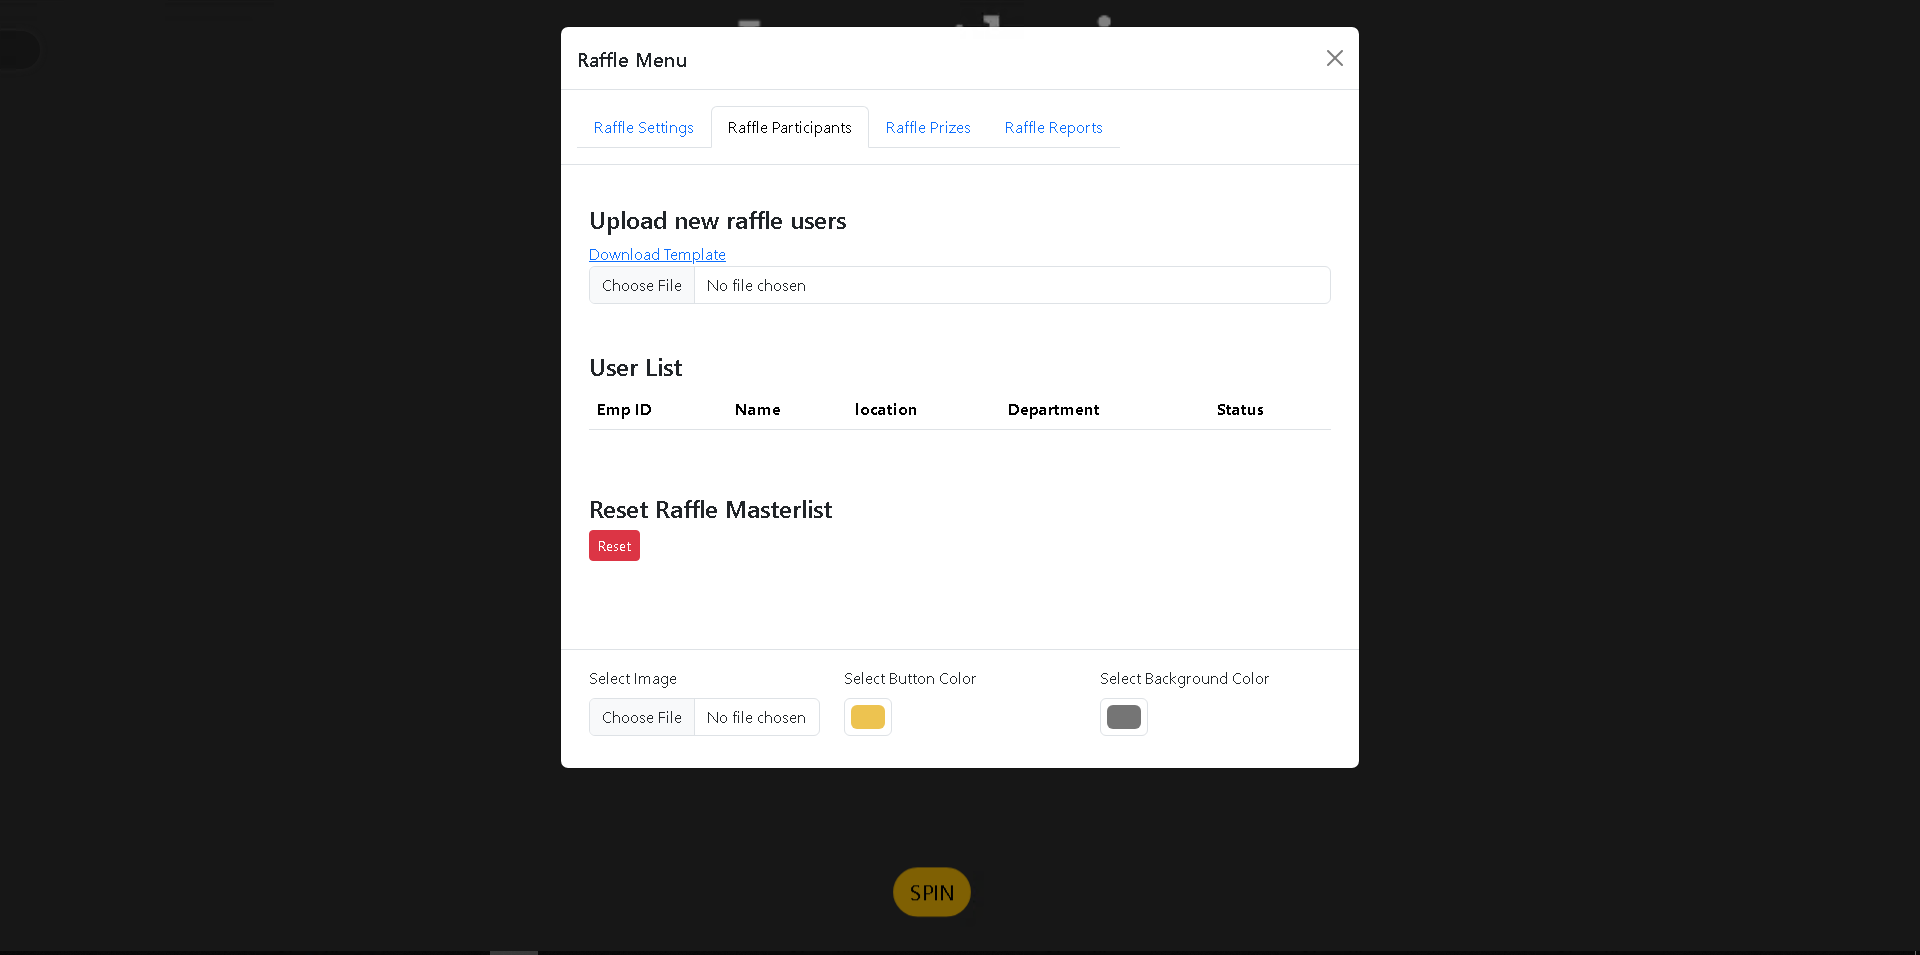 Raffle Menu
Raffle Settings Raffle Participants Raffle Prizes Raffle Reports
Upload new raffle users
Download Template
Choose File No file chosen
User List
Emp ID Name location Department Status
Reset Raffle Masterlist
Reset
Select Image Select Button Color Select Background Color
Choose File No file chosen
SPIN